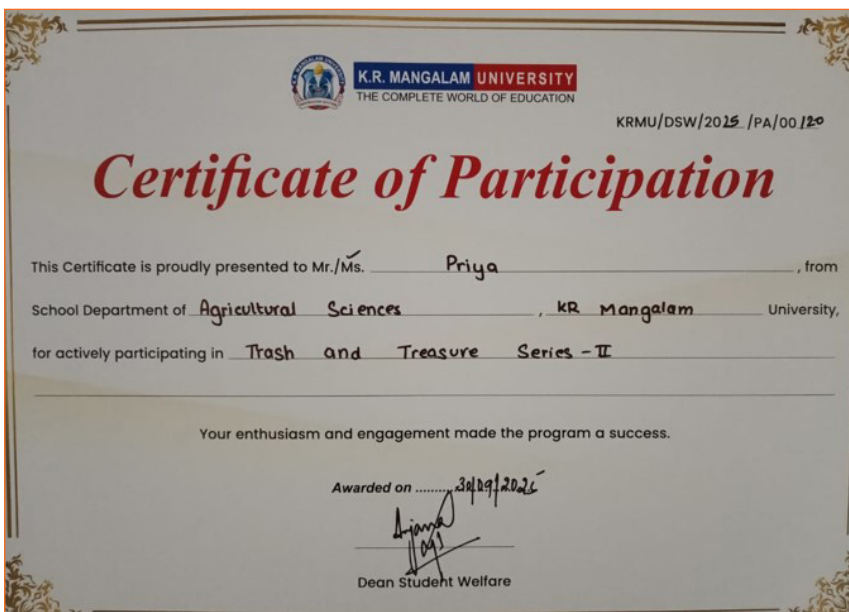 K.R. MANGALAM UNIVERSITY
THE COMPLETE WORLD OF EDUCATION
KRMU/DSW/2025 /PA/00120
Certificate of Participation
This Certificate is proudly presented to Mr./Ms. Priya , from
School Department of Agricultural Sciences , KR Mangalam University,
for actively participating in Trash and Treasure Series - II
Your enthusiasm and engagement made the program a success.
Awarded on ......... 30/09/2025
Dean Student Welfare